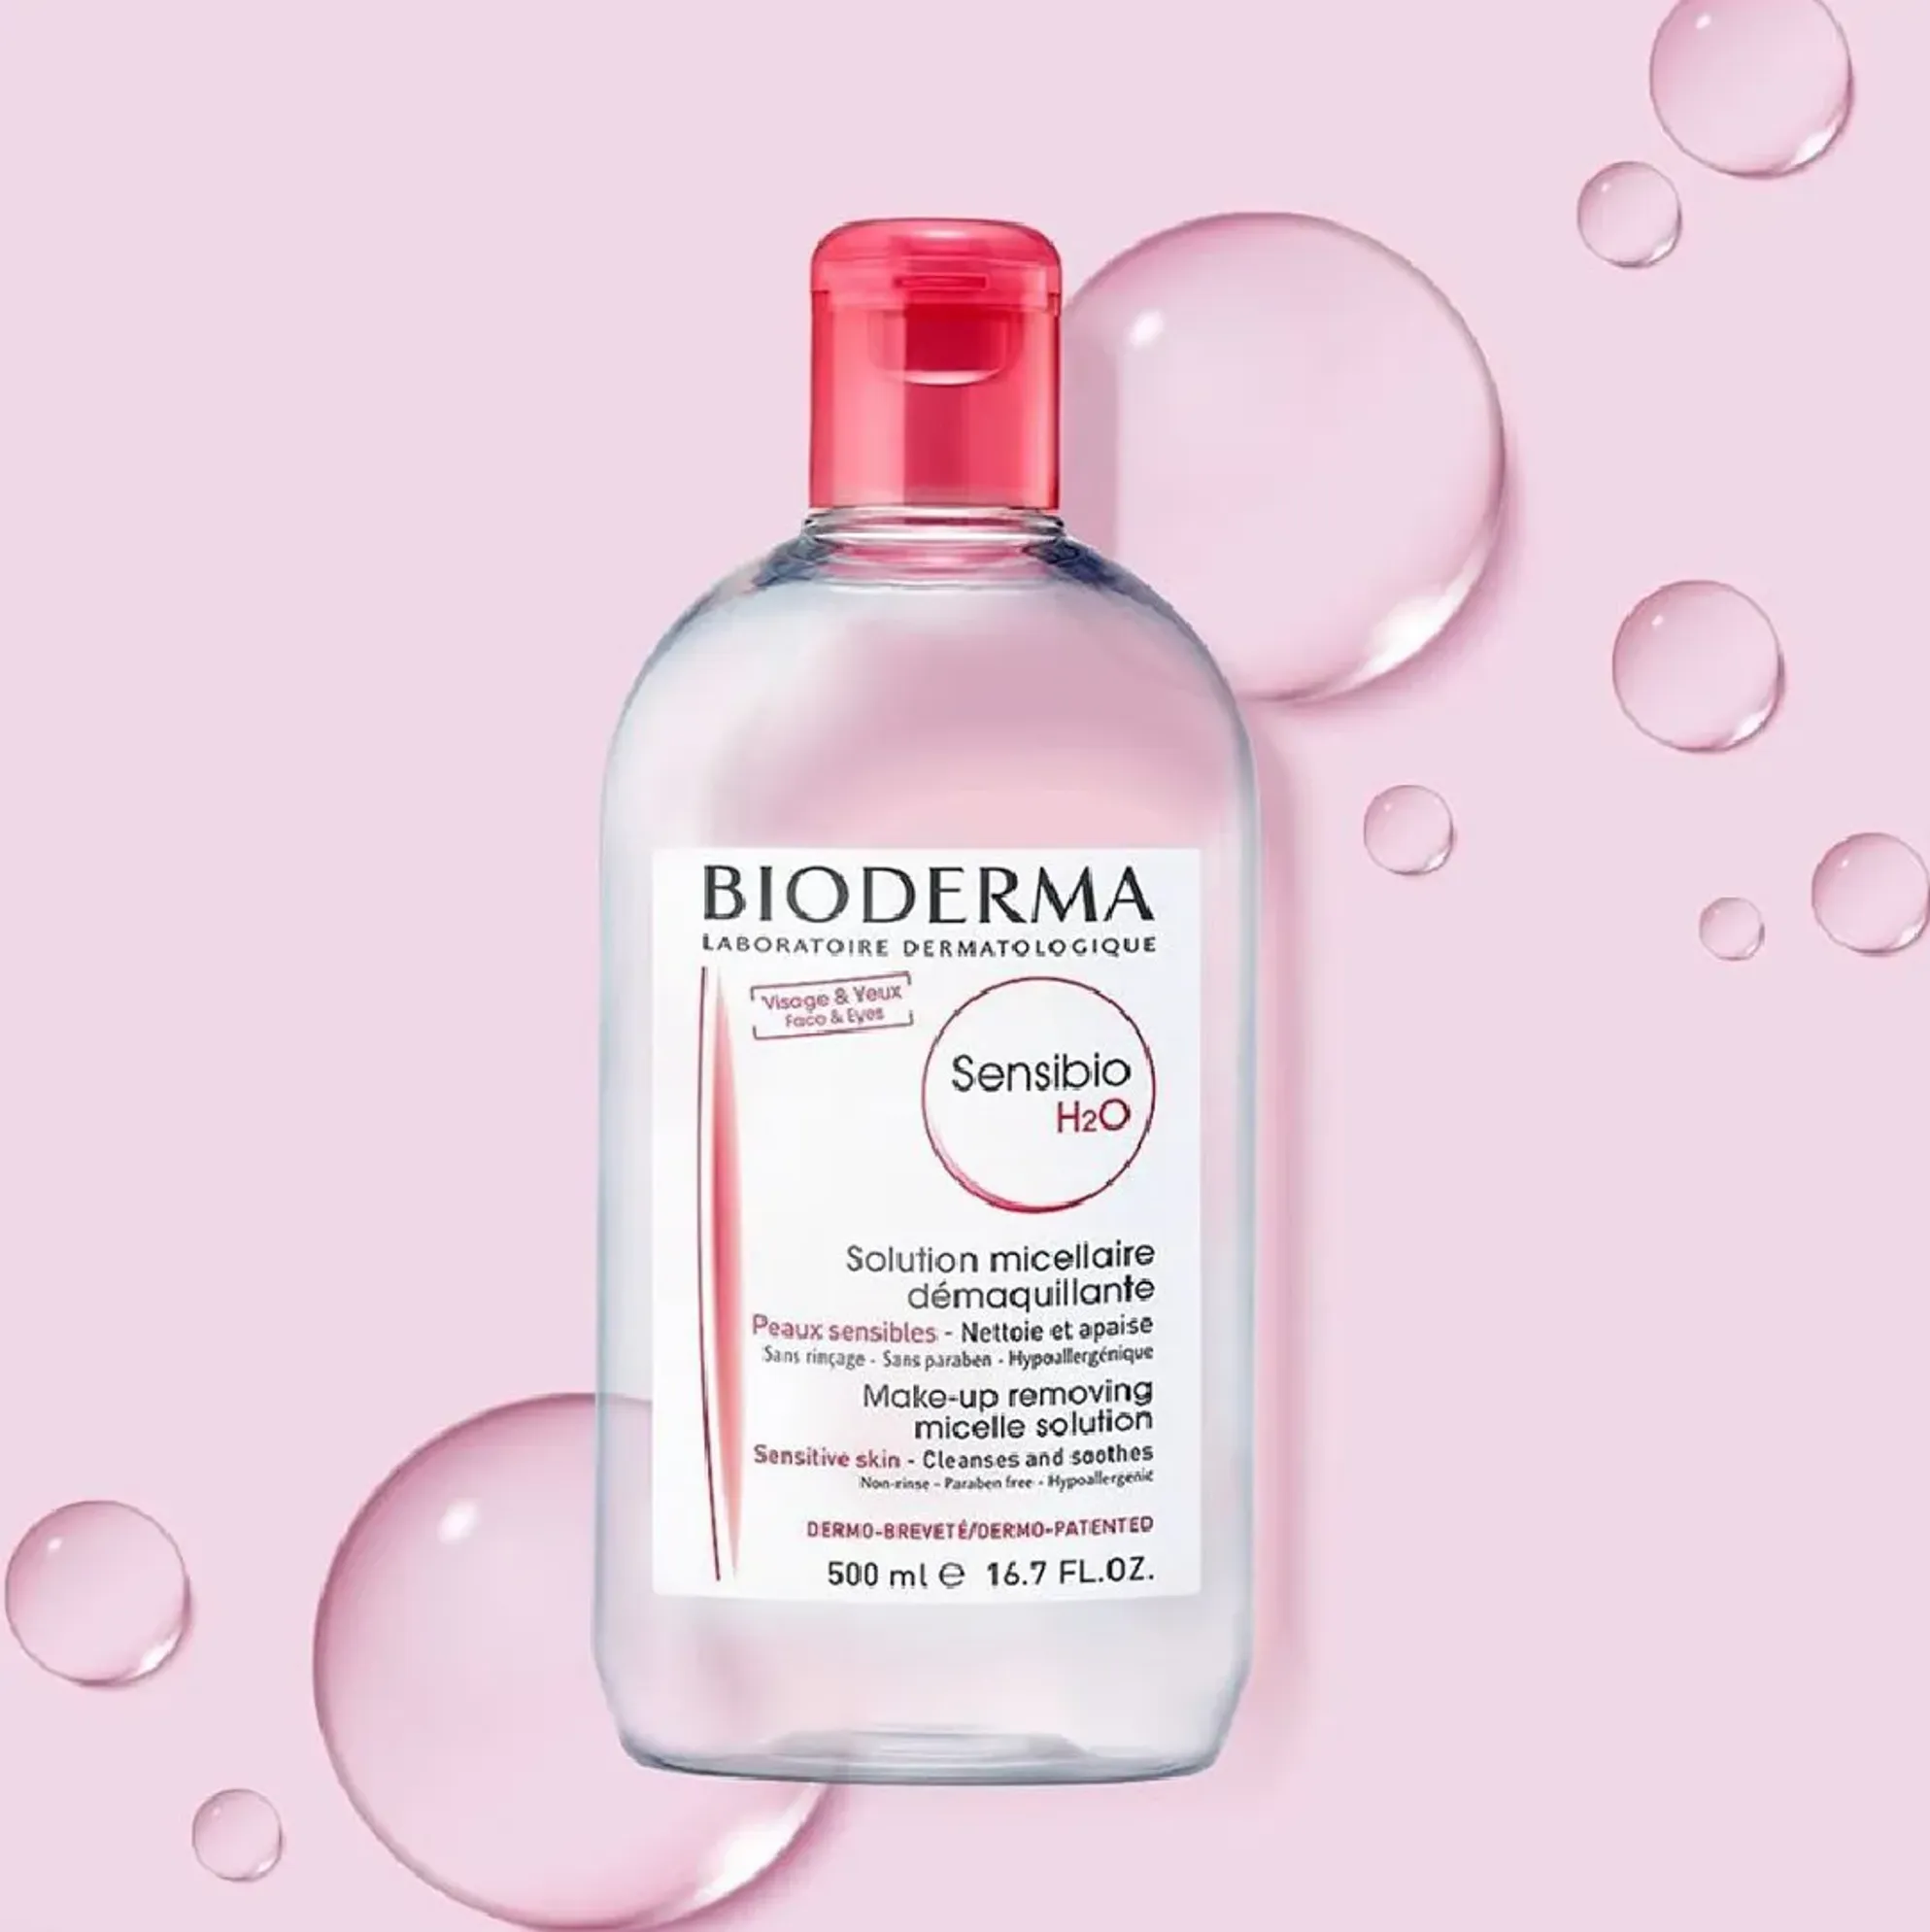 BIODERMA
LABORATOIRE DERMATOLOGIQUE
Visage & Yeux
Face & Eyes
Sensibio
H2O
Solution micellaire
démaquillante
Peaux sensibles - Nettoie et apaise
Sans rinçage - Sans paraben - Hypoallergénique
Make-up removing
micelle solution
Sensitive skin - Cleanses and soothes
Non-rinse - Paraben free - Hypoallergenic
DERMO-BREVETÉ/DERMO-PATENTED
500 ml e 16.7 FL.OZ.